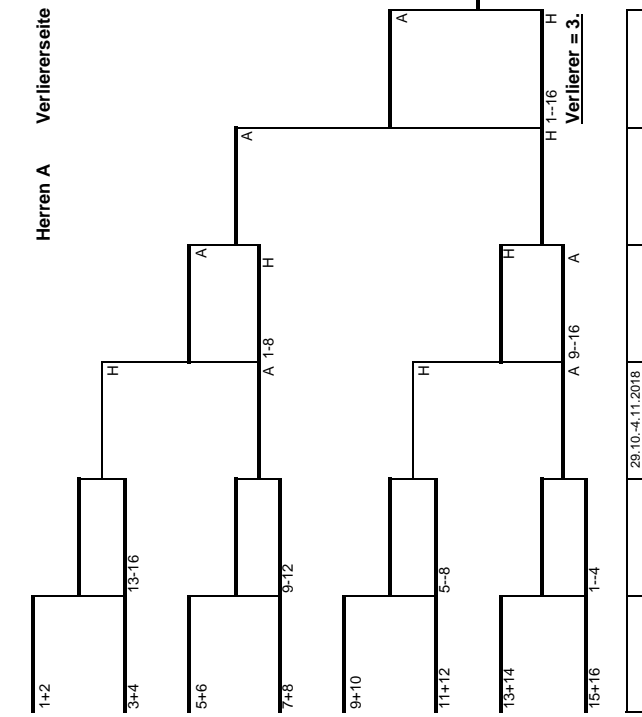 Herren A Verliererseite
1+2
3+4
13-16
H
5+6
7+8
9-12
A 1-8
A
H
A
9+10
11+12
5--8
H
13+14
15+16
1--4
A 9--16
H
A
H 1--16
A
H
Verlierer = 3.
29.10.-4.11.2018